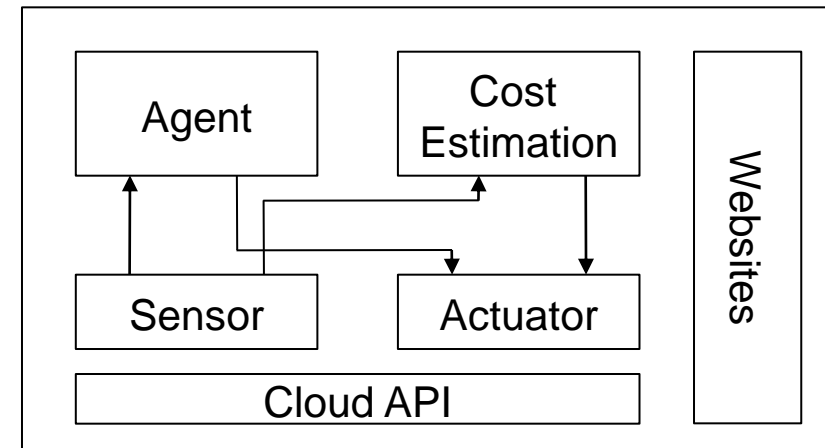 Agent
Cost
Estimation
Websites
Sensor
Actuator
Cloud API